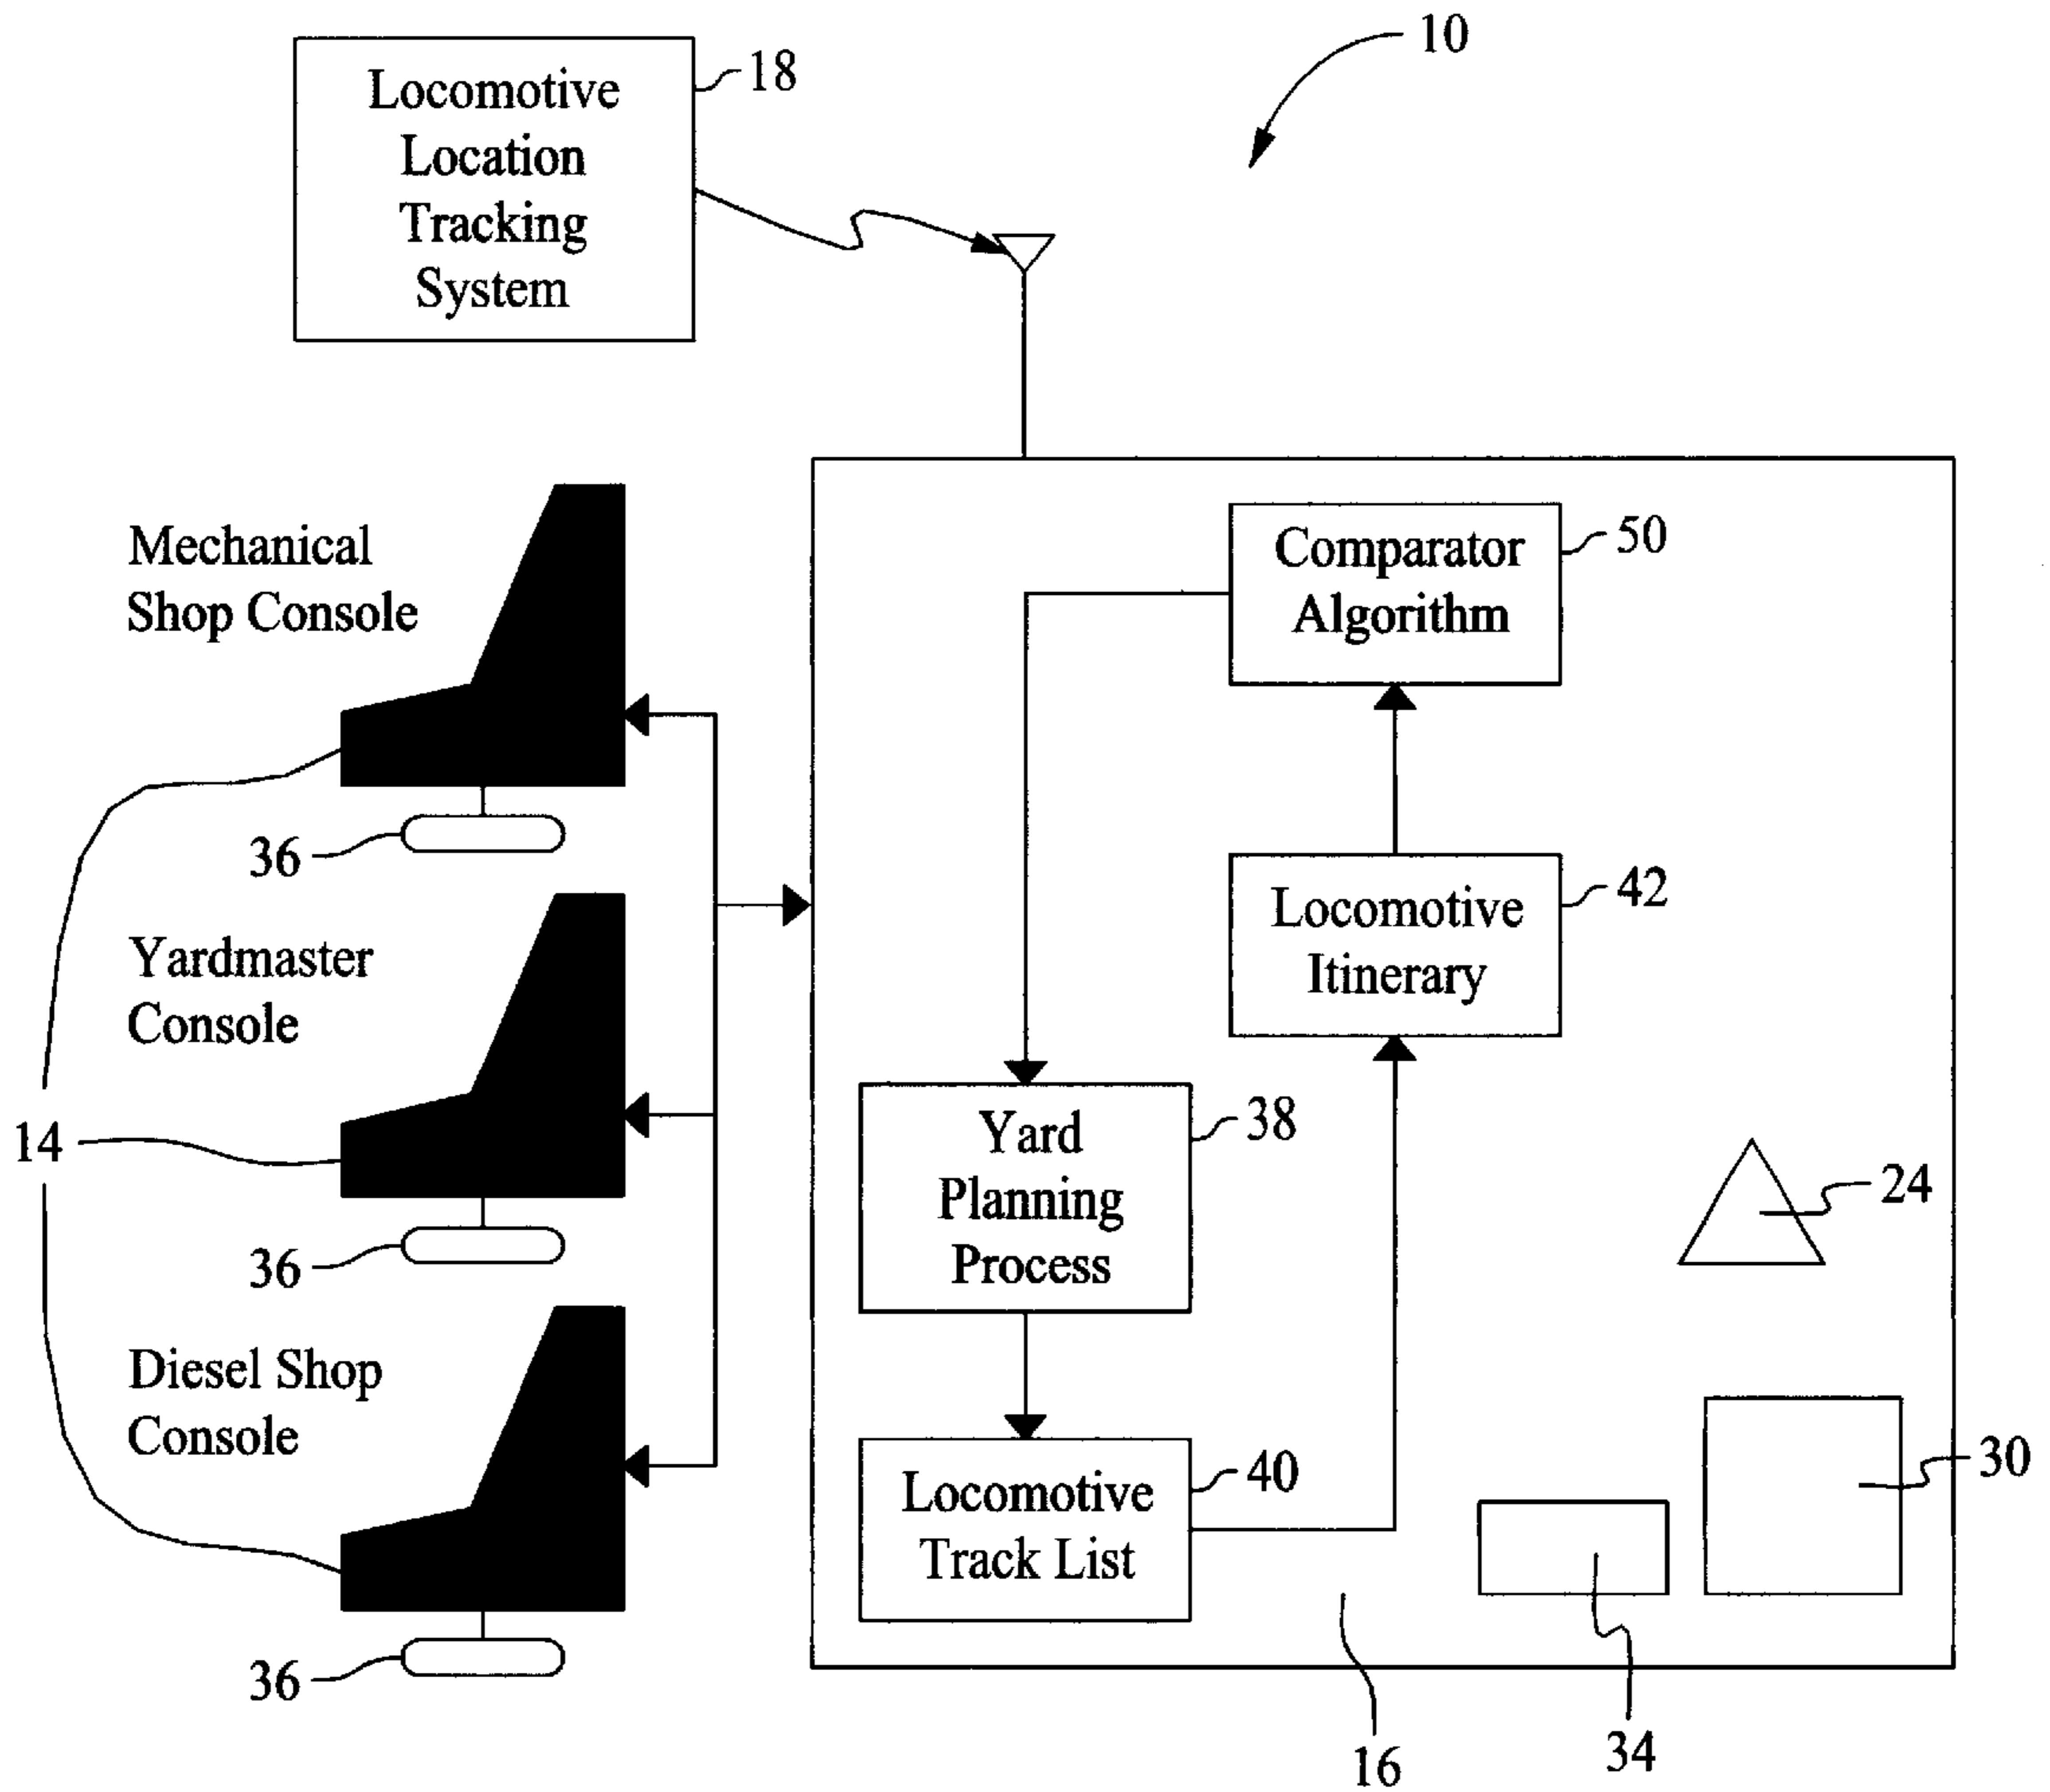 10
18
Locomotive
Location
Tracking
System
Mechanical
Shop Console
36
Yardmaster
Console
14
36
Diesel Shop
Console
36
50
Comparator
Algorithm
42
Locomotive
Itinerary
38
Yard
Planning
Process
24
40
Locomotive
Track List
30
34
16